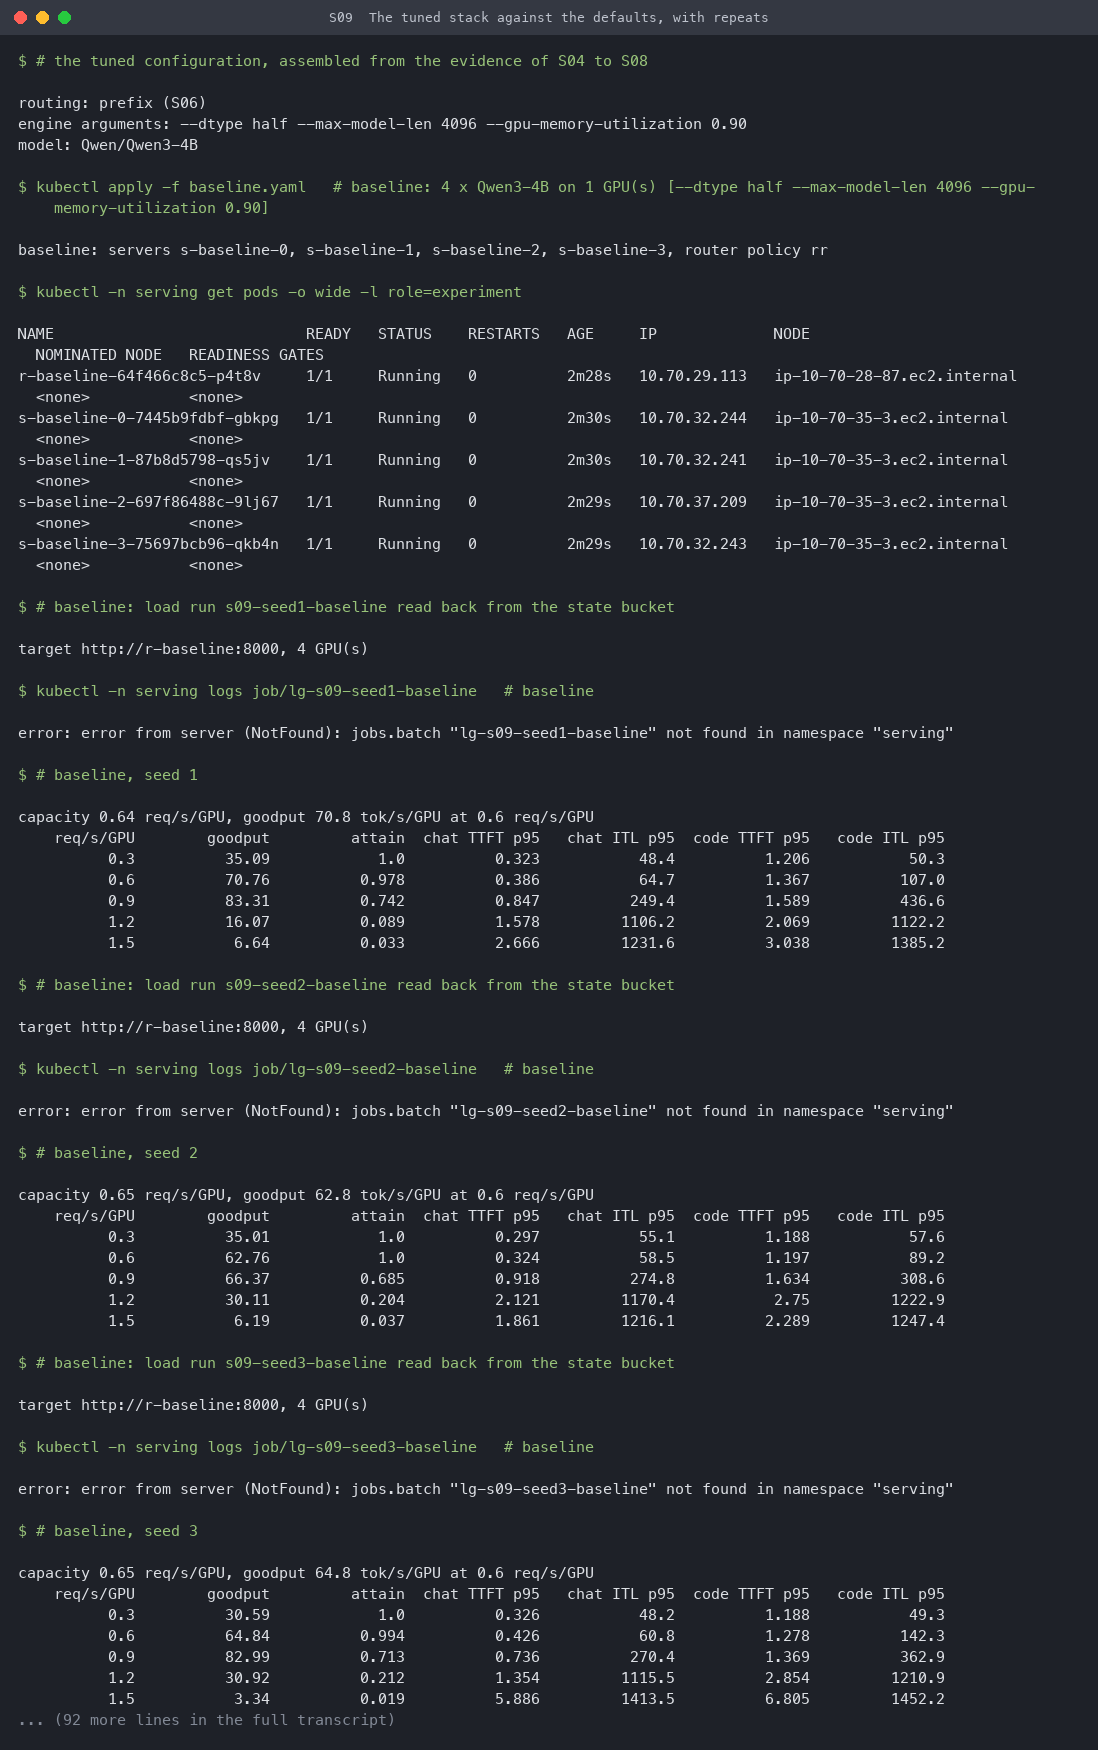 S09  The tuned stack against the defaults, with repeats
$ # the tuned configuration, assembled from the evidence of S04 to S08
routing: prefix (S06)
engine arguments: --dtype half --max-model-len 4096 --gpu-memory-utilization 0.90
model: Qwen/Qwen3-4B
$ kubectl apply -f baseline.yaml   # baseline: 4 x Qwen3-4B on 1 GPU(s) [--dtype half --max-model-len 4096 --gpu-
    memory-utilization 0.90]
baseline: servers s-baseline-0, s-baseline-1, s-baseline-2, s-baseline-3, router policy rr
$ kubectl -n serving get pods -o wide -l role=experiment
NAME                            READY   STATUS    RESTARTS   AGE     IP             NODE
  NOMINATED NODE   READINESS GATES
r-baseline-64f466c8c5-p4t8v     1/1     Running   0          2m28s   10.70.29.113   ip-10-70-28-87.ec2.internal
  <none>           <none>
s-baseline-0-7445b9fdbf-gbkpg   1/1     Running   0          2m30s   10.70.32.244   ip-10-70-35-3.ec2.internal
  <none>           <none>
s-baseline-1-87b8d5798-qs5jv    1/1     Running   0          2m30s   10.70.32.241   ip-10-70-35-3.ec2.internal
  <none>           <none>
s-baseline-2-697f86488c-9lj67   1/1     Running   0          2m29s   10.70.37.209   ip-10-70-35-3.ec2.internal
  <none>           <none>
s-baseline-3-75697bcb96-qkb4n   1/1     Running   0          2m29s   10.70.32.243   ip-10-70-35-3.ec2.internal
  <none>           <none>
$ # baseline: load run s09-seed1-baseline read back from the state bucket
target http://r-baseline:8000, 4 GPU(s)
$ kubectl -n serving logs job/lg-s09-seed1-baseline   # baseline
error: error from server (NotFound): jobs.batch "lg-s09-seed1-baseline" not found in namespace "serving"
$ # baseline, seed 1
capacity 0.64 req/s/GPU, goodput 70.8 tok/s/GPU at 0.6 req/s/GPU
    req/s/GPU        goodput         attain  chat TTFT p95   chat ITL p95  code TTFT p95   code ITL p95
          0.3          35.09            1.0          0.323           48.4          1.206           50.3
          0.6          70.76          0.978          0.386           64.7          1.367          107.0
          0.9          83.31          0.742          0.847          249.4          1.589          436.6
          1.2          16.07          0.089          1.578         1106.2          2.069         1122.2
          1.5           6.64          0.033          2.666         1231.6          3.038         1385.2
$ # baseline: load run s09-seed2-baseline read back from the state bucket
target http://r-baseline:8000, 4 GPU(s)
$ kubectl -n serving logs job/lg-s09-seed2-baseline   # baseline
error: error from server (NotFound): jobs.batch "lg-s09-seed2-baseline" not found in namespace "serving"
$ # baseline, seed 2
capacity 0.65 req/s/GPU, goodput 62.8 tok/s/GPU at 0.6 req/s/GPU
    req/s/GPU        goodput         attain  chat TTFT p95   chat ITL p95  code TTFT p95   code ITL p95
          0.3          35.01            1.0          0.297           55.1          1.188           57.6
          0.6          62.76            1.0          0.324           58.5          1.197           89.2
          0.9          66.37          0.685          0.918          274.8          1.634          308.6
          1.2          30.11          0.204          2.121         1170.4           2.75         1222.9
          1.5           6.19          0.037          1.861         1216.1          2.289         1247.4
$ # baseline: load run s09-seed3-baseline read back from the state bucket
target http://r-baseline:8000, 4 GPU(s)
$ kubectl -n serving logs job/lg-s09-seed3-baseline   # baseline
error: error from server (NotFound): jobs.batch "lg-s09-seed3-baseline" not found in namespace "serving"
$ # baseline, seed 3
capacity 0.65 req/s/GPU, goodput 64.8 tok/s/GPU at 0.6 req/s/GPU
    req/s/GPU        goodput         attain  chat TTFT p95   chat ITL p95  code TTFT p95   code ITL p95
          0.3          30.59            1.0          0.326           48.2          1.188           49.3
          0.6          64.84          0.994          0.426           60.8          1.278          142.3
          0.9          82.99          0.713          0.736          270.4          1.369          362.9
          1.2          30.92          0.212          1.354         1115.5          2.854         1210.9
          1.5           3.34          0.019          5.886         1413.5          6.805         1452.2
... (92 more lines in the full transcript)